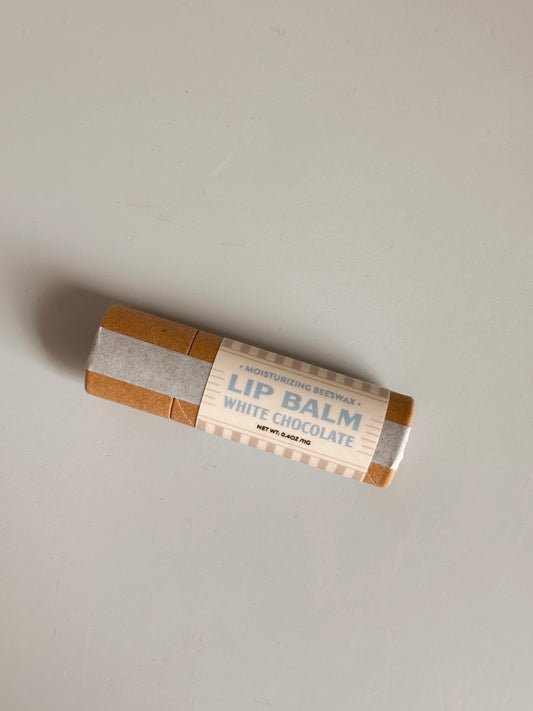 • MOISTURIZING BEESWAX •
LIP BALM
WHITE CHOCOLATE
NET WT: 0.4OZ /11G